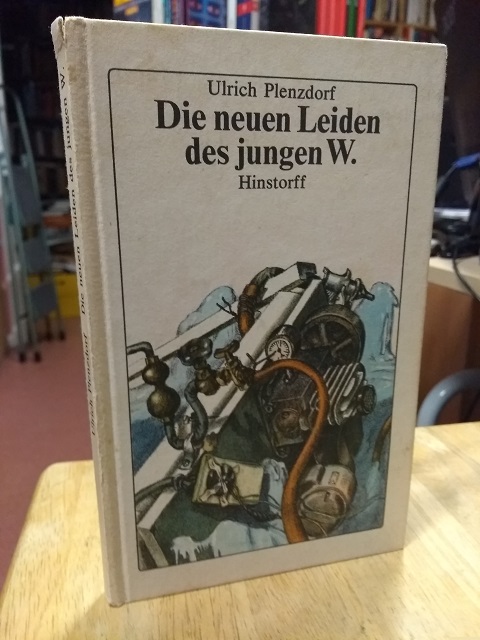 Ulrich Plenzdorf
Die neuen Leiden
des jungen W.
Hinstorff
Ulrich Plenzdorf Die neuen Leiden des jungen W.